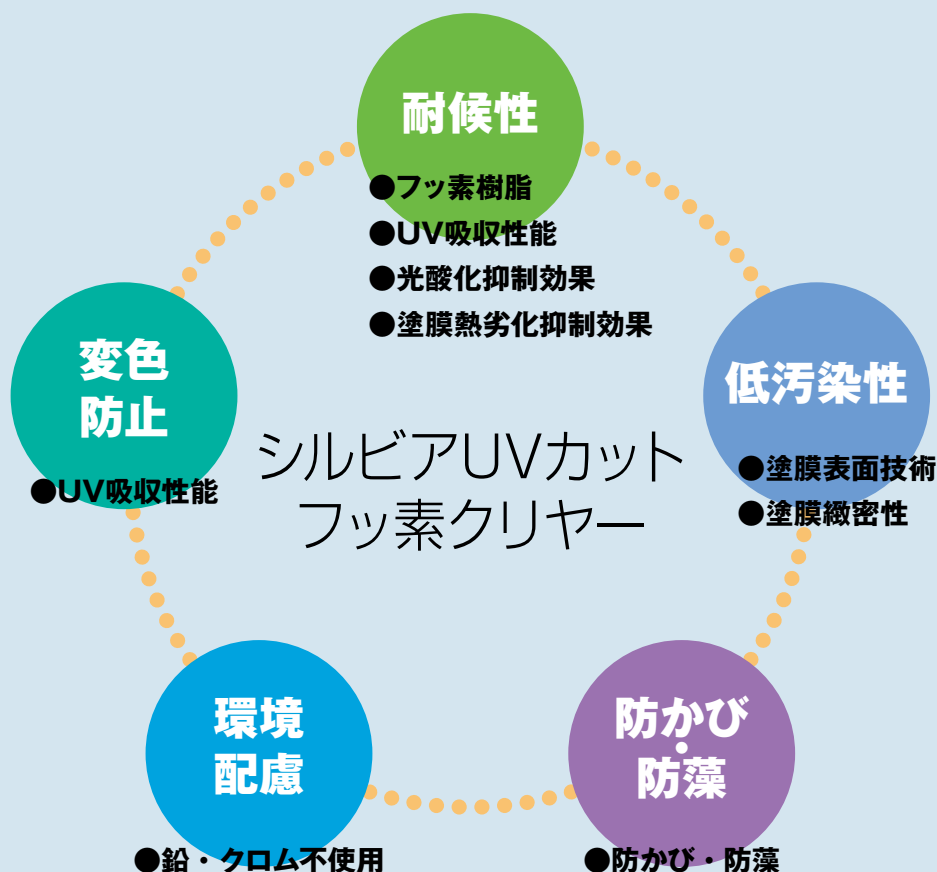 耐候性
●フッ素樹脂
●UV吸収性能
●光酸化抑制効果
●塗膜熱劣化抑制効果
変色
防止
●UV吸収性能
シルビアUVカット
フッ素クリヤー
低汚染性
●塗膜表面技術
●塗膜緻密性
環境
配慮
●鉛・クロム不使用
防かび
・
防藻
●防かび・防藻